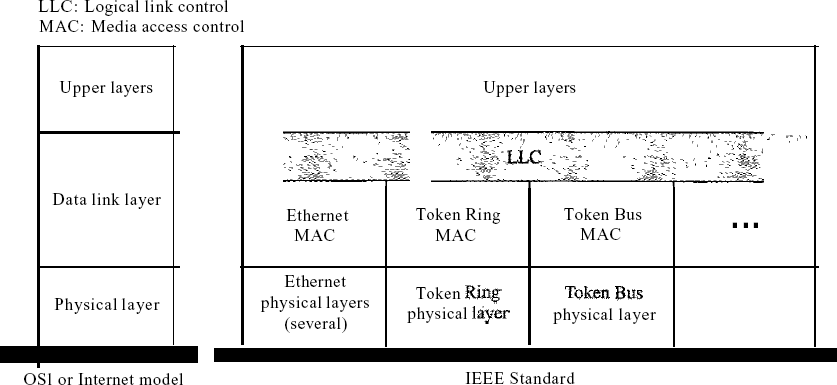 LLC: Logical link control
MAC: Media access control
Upper layers
Data link layer
Physical layer
OS1 or Internet model
Upper layers
LLC
Ethernet
MAC
Token Ring
MAC
Token Bus
MAC
...
Ethernet
physical layers
(several)
Token Ring
physical layer
Token Bus
physical layer
IEEE Standard